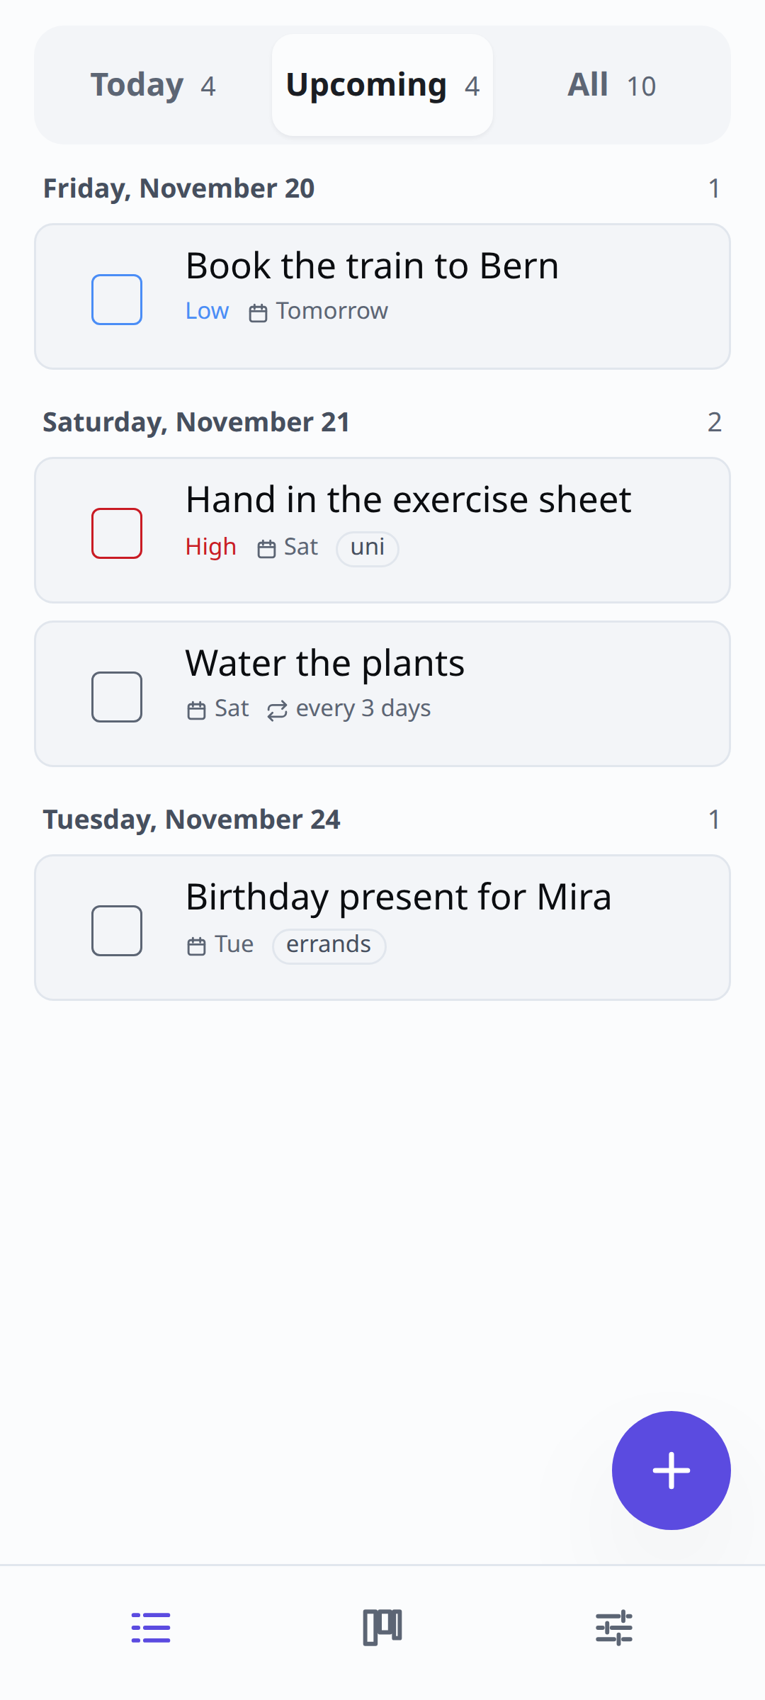 Today 4 Upcoming 4 All 10
Friday, November 20 1
Book the train to Bern
Low Tomorrow
Saturday, November 21 2
Hand in the exercise sheet
High Sat uni
Water the plants
Sat every 3 days
Tuesday, November 24 1
Birthday present for Mira
Tue errands